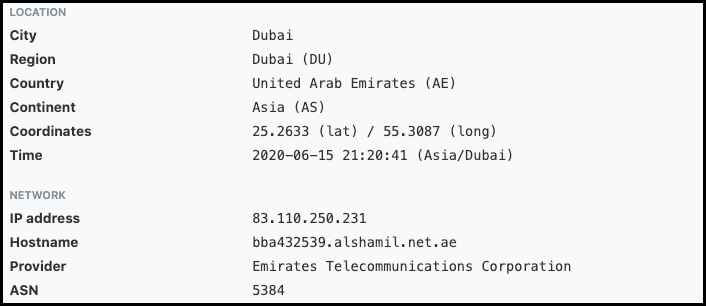 LOCATION
City Dubai
Region Dubai (DU)
Country United Arab Emirates (AE)
Continent Asia (AS)
Coordinates 25.2633 (lat) / 55.3087 (long)
Time 2020-06-15 21:20:41 (Asia/Dubai)
NETWORK
IP address 83.110.250.231
Hostname bba432539.alshamil.net.ae
Provider Emirates Telecommunications Corporation
ASN 5384